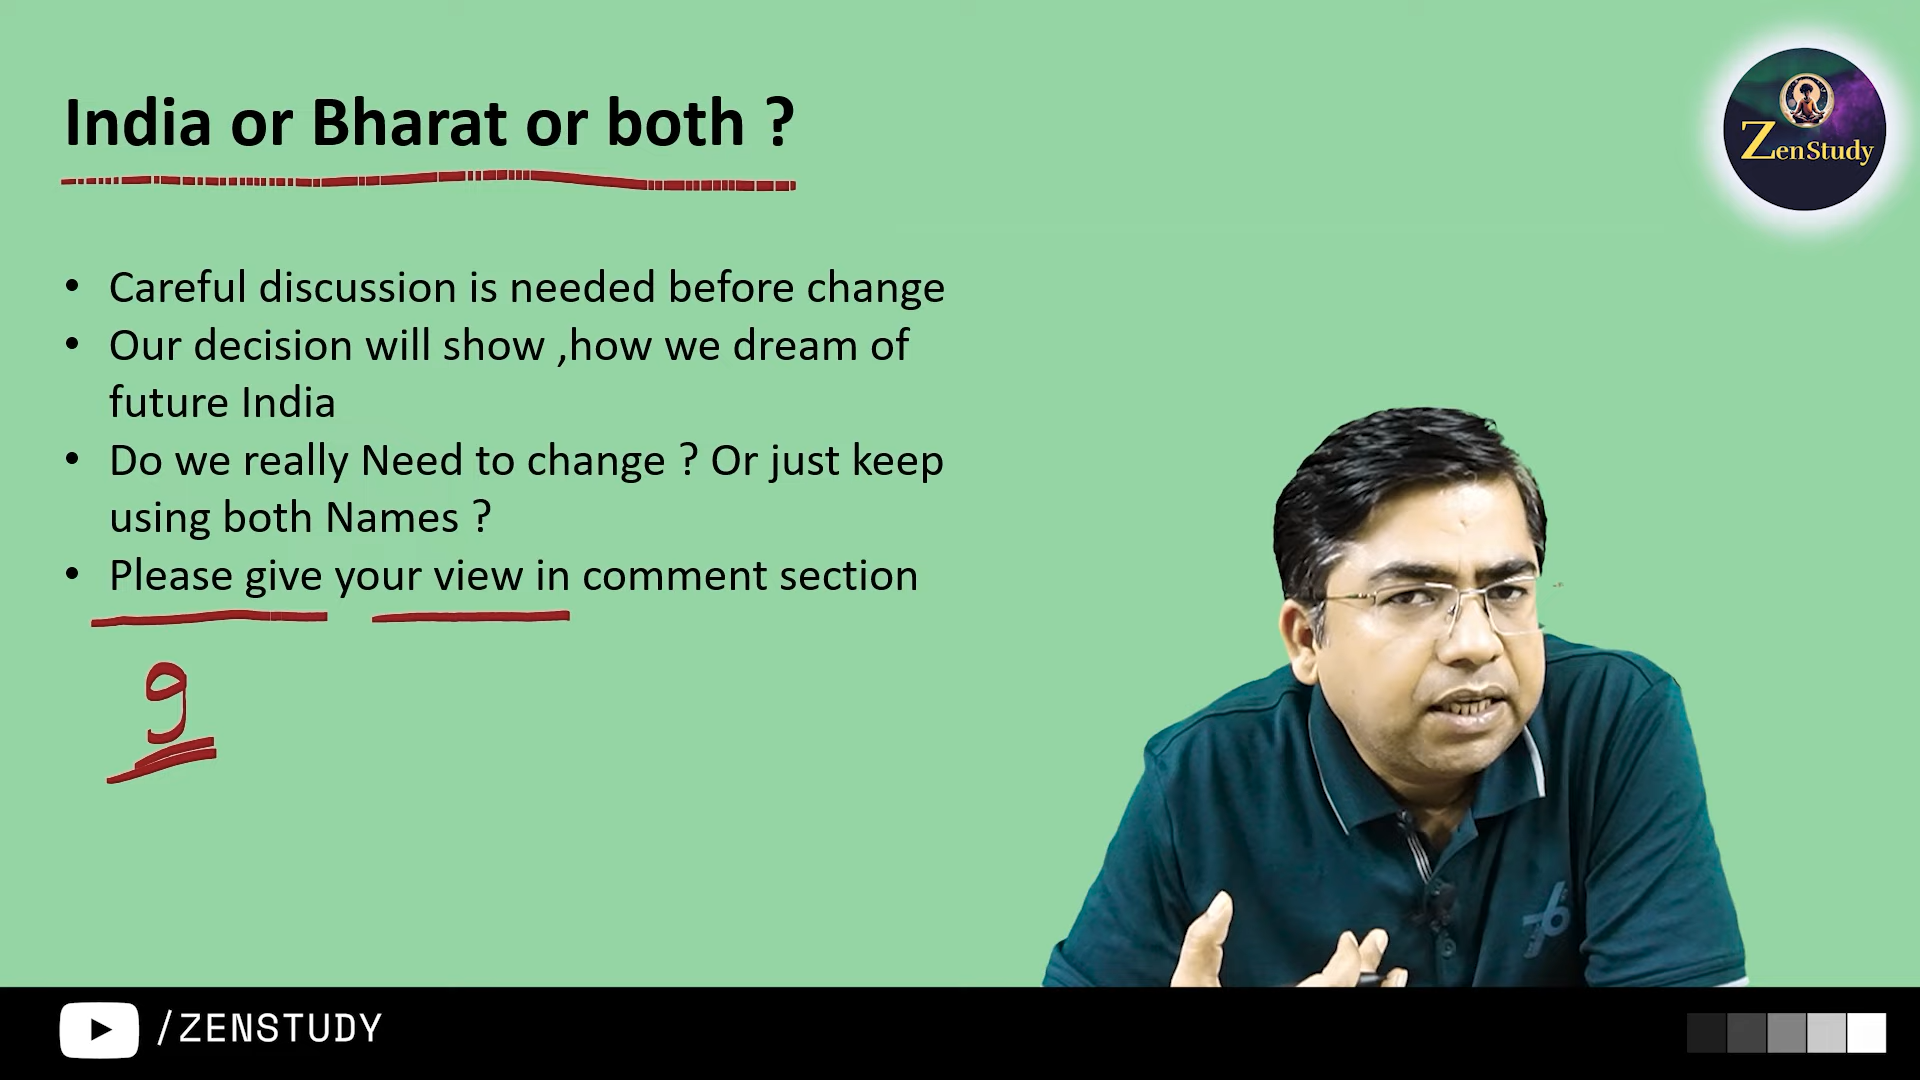 India or Bharat or both ?
ZenStudy
• Careful discussion is needed before change
• Our decision will show ,how we dream of
future India
• Do we really Need to change ? Or just keep
using both Names ?
• Please give your view in comment section
9
76
/ZENSTUDY